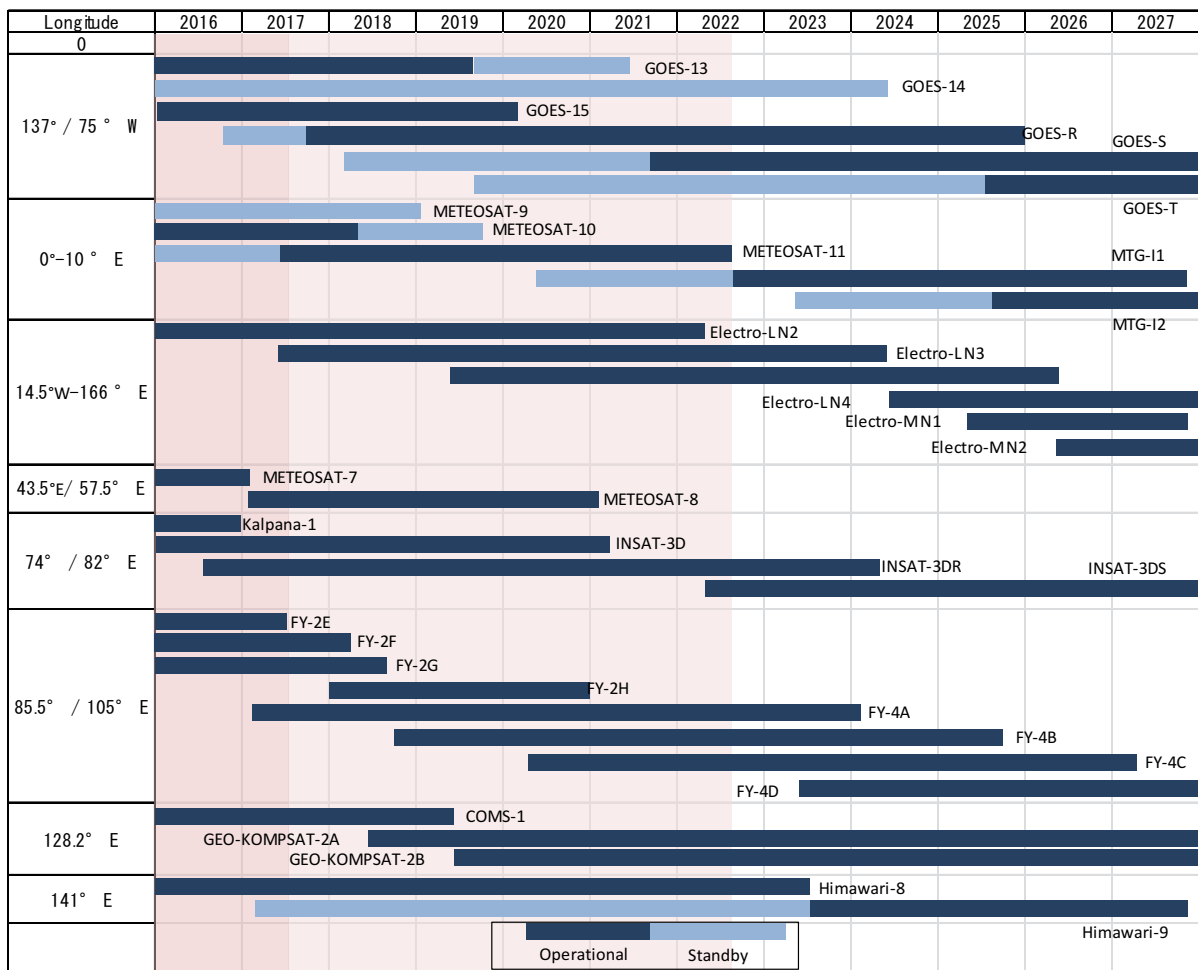 Longitude 2016 2017 2018 2019 2020 2021 2022 2023 2024 2025 2026 2027
0
137° / 75 ° W
GOES-13
GOES-14
GOES-15
GOES-R
GOES-S
GOES-T
0°-10 ° E
METEOSAT-9
METEOSAT-10
METEOSAT-11
MTG-I1
MTG-I2
14.5°W-166 ° E
Electro-LN2
Electro-LN3
Electro-LN4
Electro-MN1
Electro-MN2
43.5°E/ 57.5° E
METEOSAT-7
METEOSAT-8
74° / 82° E
Kalpana-1
INSAT-3D
INSAT-3DR
INSAT-3DS
85.5° / 105° E
FY-2E
FY-2F
FY-2G
FY-2H
FY-4A
FY-4B
FY-4C
FY-4D
128.2° E
COMS-1
GEO-KOMPSAT-2A
GEO-KOMPSAT-2B
141° E
Himawari-8
Himawari-9
Operational Standby